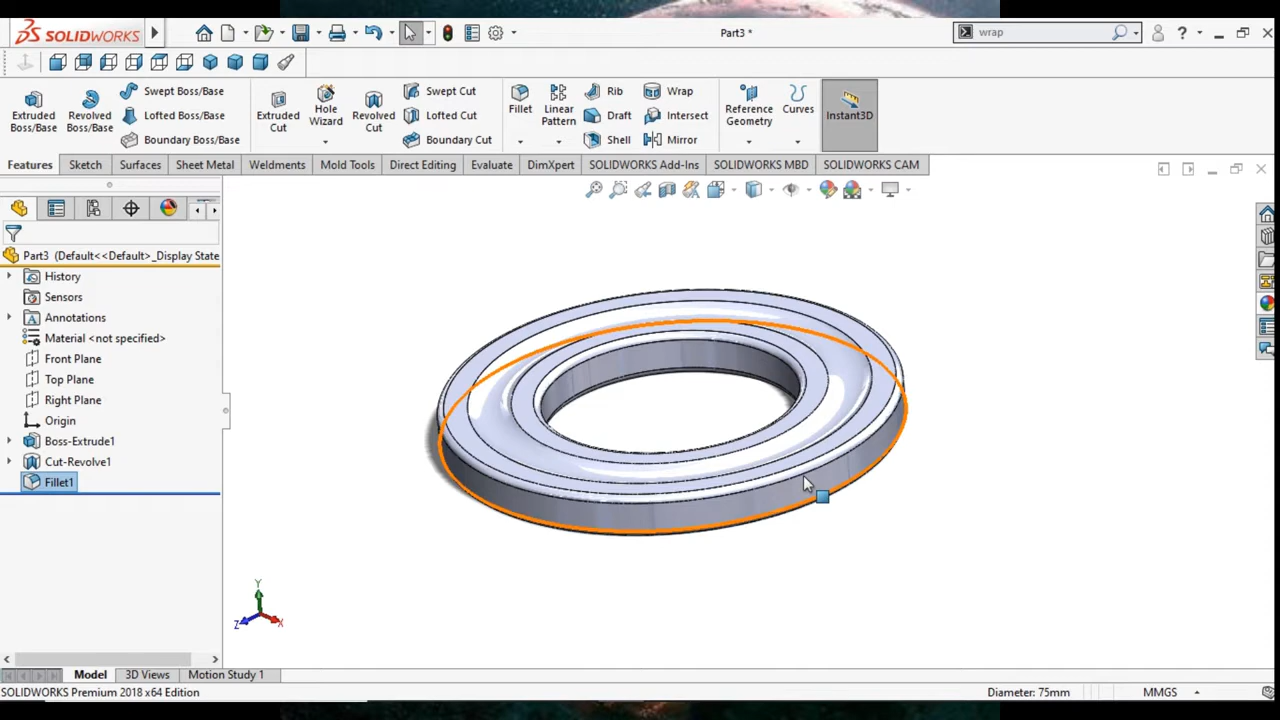 SOLIDWORKS
Part3 *
wrap
Extruded Boss/Base
Revolved Boss/Base
Swept Boss/Base
Lofted Boss/Base
Boundary Boss/Base
Extruded Cut
Hole Wizard
Revolved Cut
Swept Cut
Lofted Cut
Boundary Cut
Fillet
Linear Pattern
Rib
Draft
Shell
Wrap
Intersect
Mirror
Reference Geometry
Curves
Instant3D
Features
Sketch
Surfaces
Sheet Metal
Weldments
Mold Tools
Direct Editing
Evaluate
DimXpert
SOLIDWORKS Add-Ins
SOLIDWORKS MBD
SOLIDWORKS CAM
Part3 (Default<<Default>_Display State
History
Sensors
Annotations
Material <not specified>
Front Plane
Top Plane
Right Plane
Origin
Boss-Extrude1
Cut-Revolve1
Fillet1
Y
Z
X
Model
3D Views
Motion Study 1
SOLIDWORKS Premium 2018 x64 Edition
Diameter: 75mm
MMGS